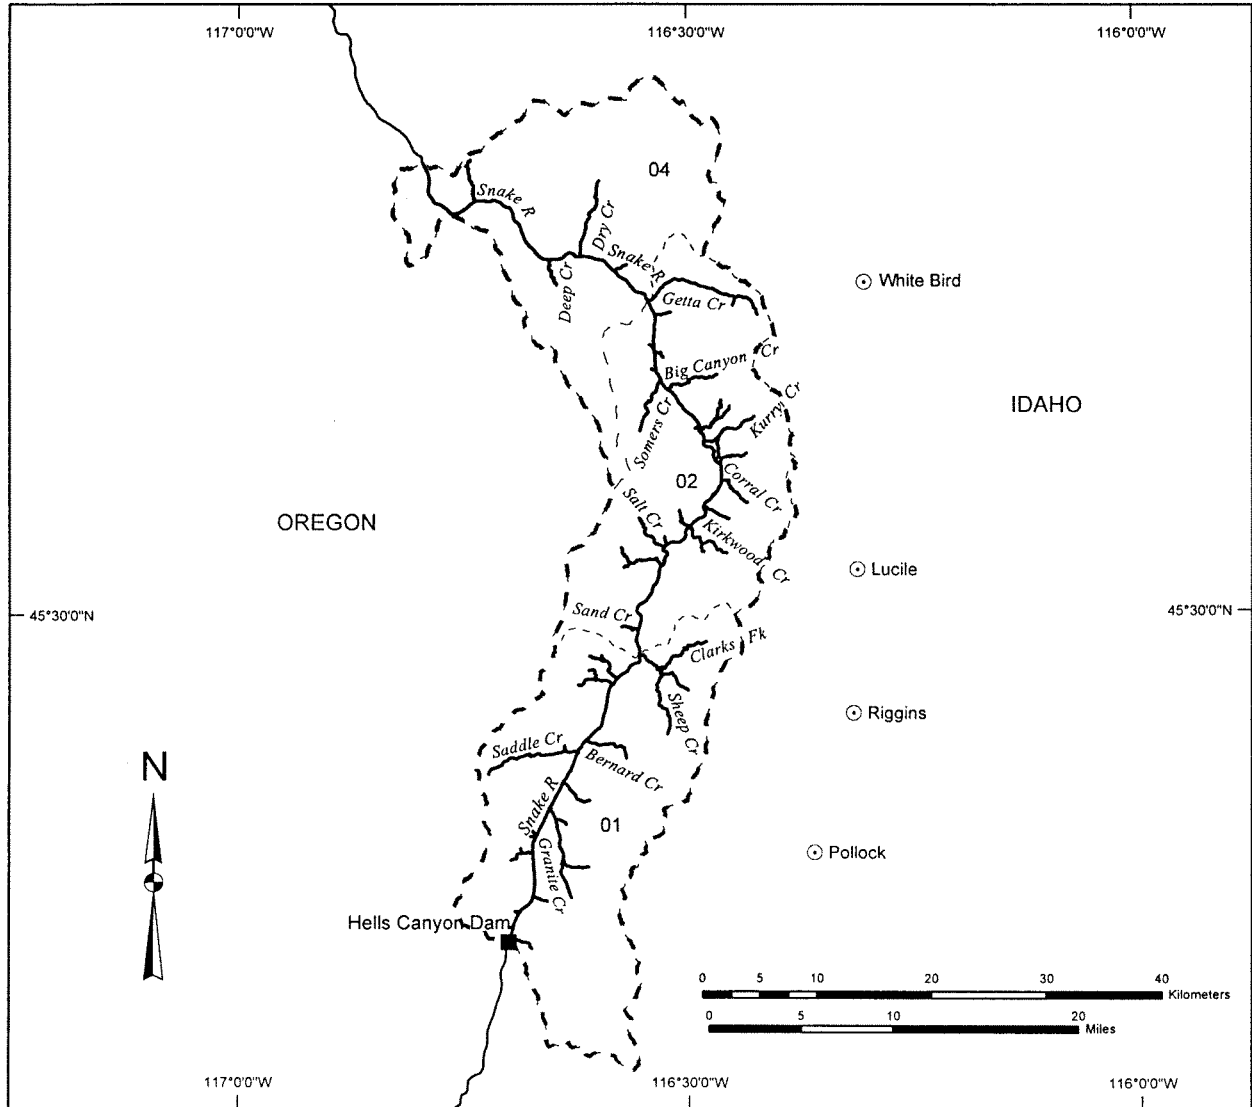 117°0'0"W
116°30'0"W
116°0'0"W
04
Snake R
Dry Cr
Snake R
Deep Cr
Getta Cr
White Bird
Big Canyon Cr
IDAHO
Kurry Cr
Somers Cr
02
Corral Cr
Salt Cr
OREGON
Kirkwood Cr
Lucile
45°30'0"N
45°30'0"N
Sand Cr
Clarks Fk
Sheep Cr
Riggins
Saddle Cr
Bernard Cr
N
Snake R
01
Granite Cr
Pollock
Hells Canyon Dam
0 5 10 20 30 40
Kilometers
0 5 10 20
Miles
117°0'0"W
116°30'0"W
116°0'0"W